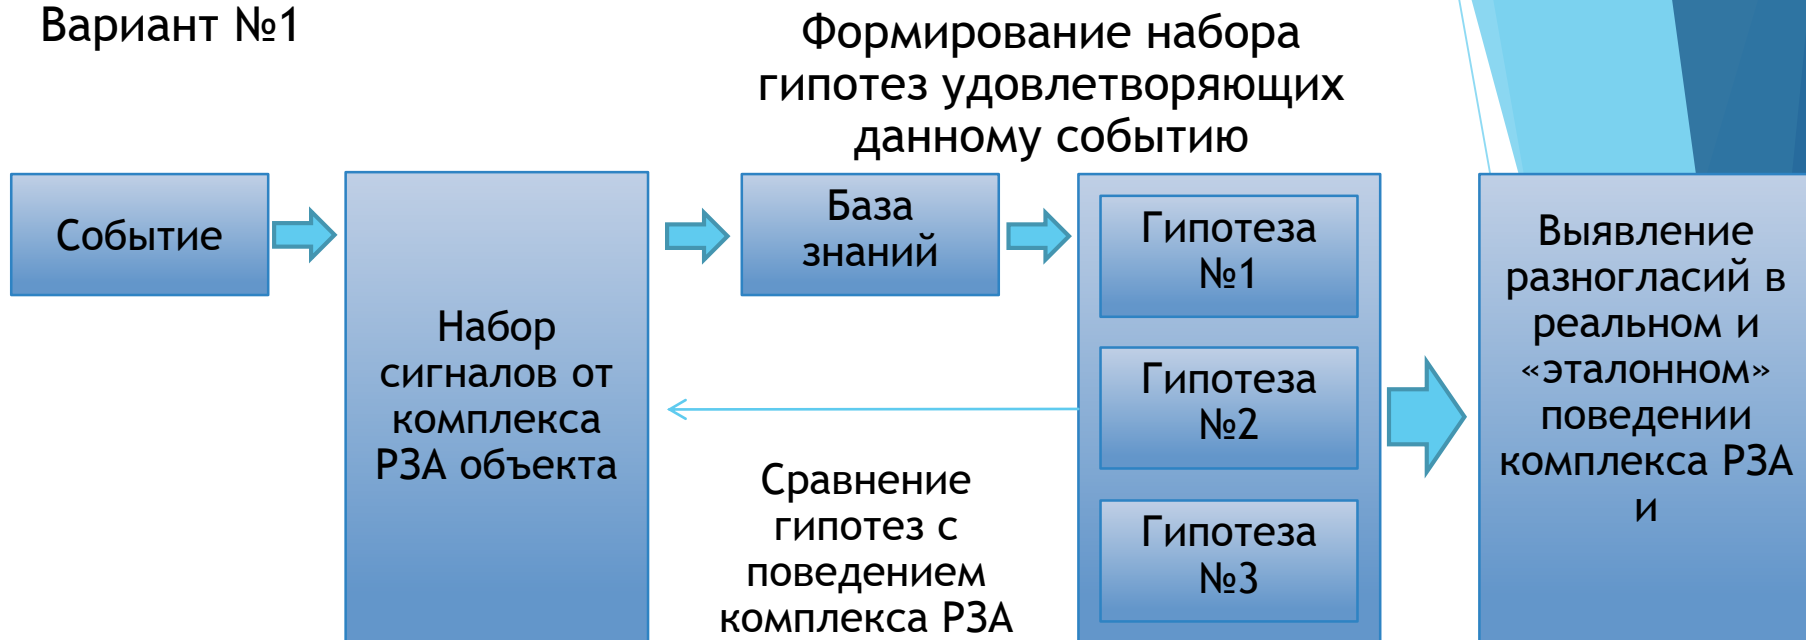 Вариант №1
Формирование набора
гипотез удовлетворяющих
данному событию
Событие
Набор
сигналов от
комплекса
РЗА объекта
База
знаний
Гипотеза
№1
Гипотеза
№2
Гипотеза
№3
Сравнение
гипотез с
поведением
комплекса РЗА
Выявление
разногласий в
реальном и
«эталонном»
поведении
комплекса РЗА
и